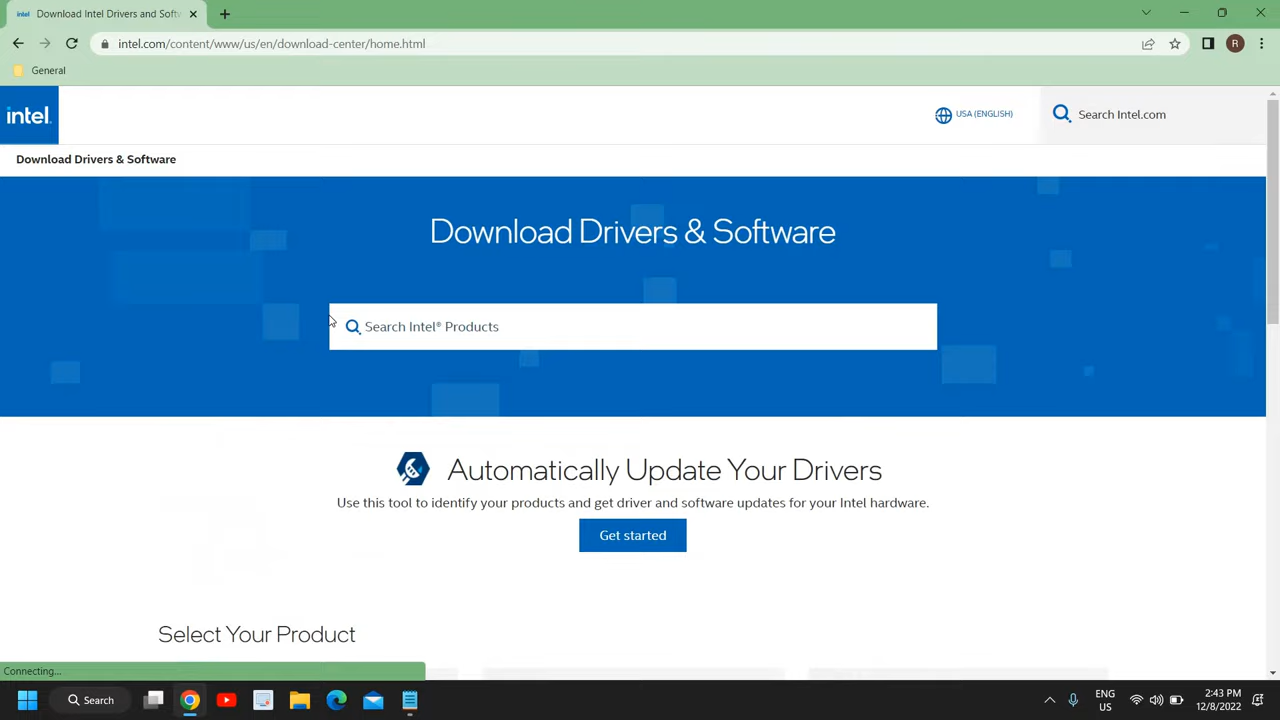 intel Download Intel Drivers and Soft
intel.com/content/www/us/en/download-center/home.html
R
General
intel.
USA (ENGLISH)
Search Intel.com
Download Drivers & Software
Download Drivers & Software
Search Intel® Products
Automatically Update Your Drivers
Use this tool to identify your products and get driver and software updates for your Intel hardware.
Get started
Select Your Product
Connecting...
Search
ENG
US
2:43 PM
12/8/2022